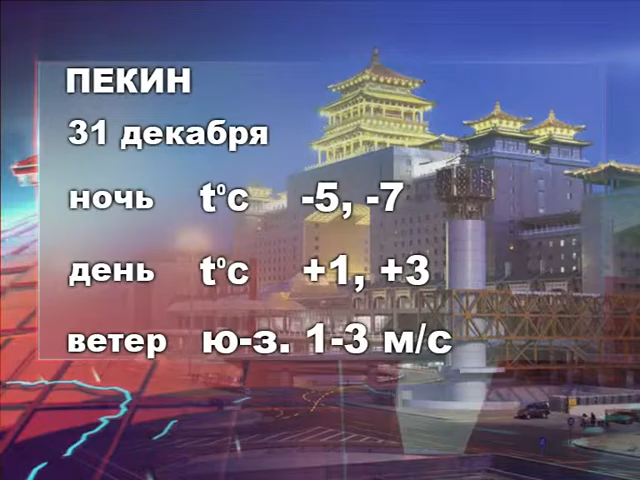 ПЕКИН
31 декабря
ночь t°c -5, -7
день t°c +1, +3
ветер ю-з. 1-3 м/с